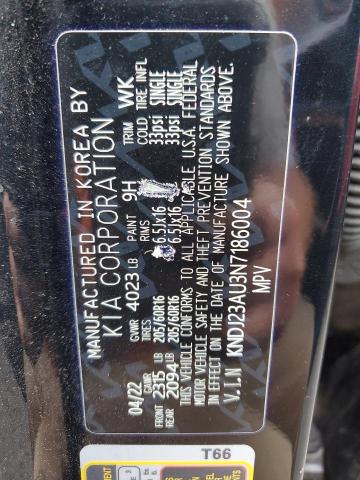 MANUFACTURED IN KOREA BY
KIA CORPORATION
04/22 GVWR 4023 LB PAINT 9H TRIM WK
GAWR TIRES RIMS COLD TIRE INFL
FRONT 2315 LB 205/60R16 6.5JX16 33psi SINGLE
REAR 2094 LB 205/60R16 6.5JX16 33psi SINGLE
THIS VEHICLE CONFORMS TO ALL APPLICABLE U.S.A. FEDERAL
MOTOR VEHICLE SAFETY AND THEFT PREVENTION STANDARDS
IN EFFECT ON THE DATE OF MANUFACTURE SHOWN ABOVE.
V.I.N KNDJ23AU3N7186004
MPV
T66